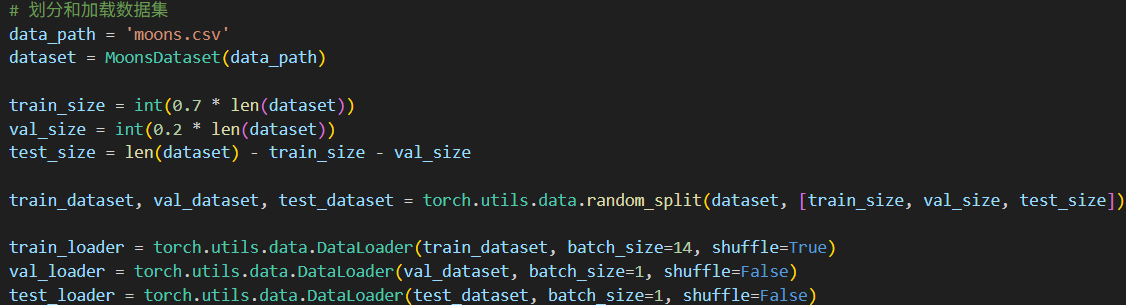 # 划分和加载数据集
data_path = 'moons.csv'
dataset = MoonsDataset(data_path)
train_size = int(0.7 * len(dataset))
val_size = int(0.2 * len(dataset))
test_size = len(dataset) - train_size - val_size
train_dataset, val_dataset, test_dataset = torch.utils.data.random_split(dataset, [train_size, val_size, test_size])
train_loader = torch.utils.data.DataLoader(train_dataset, batch_size=14, shuffle=True)
val_loader = torch.utils.data.DataLoader(val_dataset, batch_size=1, shuffle=False)
test_loader = torch.utils.data.DataLoader(test_dataset, batch_size=1, shuffle=False)